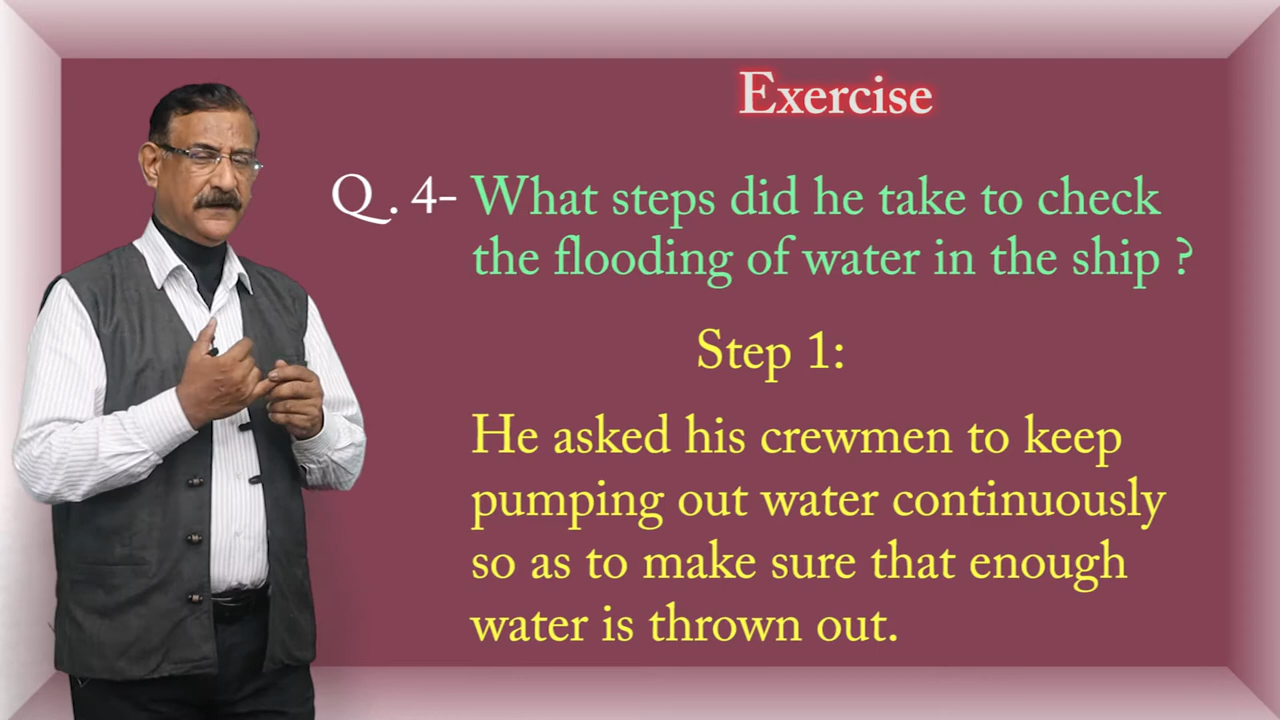 Exercise
Q. 4- What steps did he take to check
the flooding of water in the ship ?
Step 1:
He asked his crewmen to keep
pumping out water continuously
so as to make sure that enough
water is thrown out.